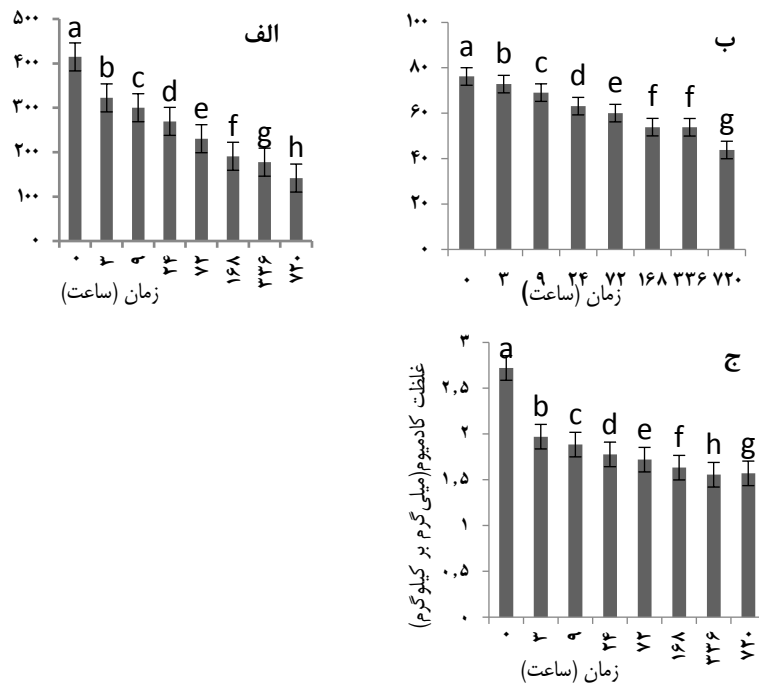 الف
۵۰۰
۴۰۰
۳۰۰
۲۰۰
۱۰۰
۰
a b c d e f g h
۰ ۳ ۹ ۲۴ ۷۲ ۱۶۸ ۳۳۶ ۷۲۰
زمان (ساعت)
ب
۱۰۰
۸۰
۶۰
۴۰
۲۰
۰
a b c d e f f g
۰ ۳ ۹ ۲۴ ۷۲ ۱۶۸ ۳۳۶ ۷۲۰
زمان (ساعت)
ج
غلظت کادمیوم(میلی گرم بر کیلوگرم)
۳
۲,۵
۲
۱,۵
۱
۰,۵
۰
a b c d e f h g
۰ ۳ ۹ ۲۴ ۷۲ ۱۶۸ ۳۳۶ ۷۲۰
زمان (ساعت)